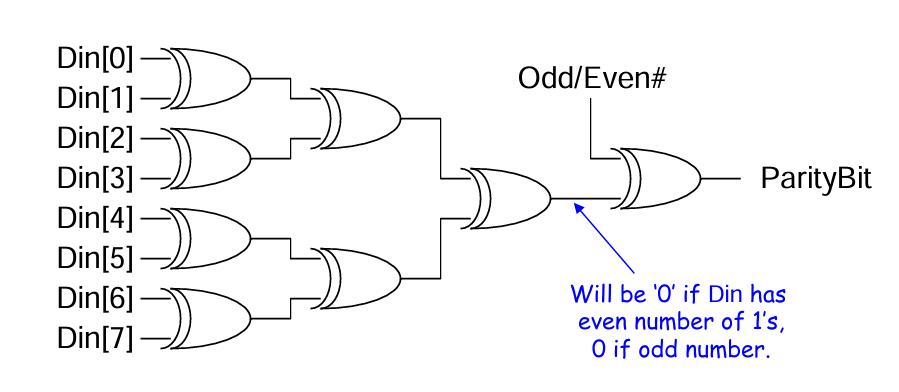 Din[0]
Din[1]
Din[2]
Din[3]
Din[4]
Din[5]
Din[6]
Din[7]
Odd/Even#
ParityBit
Will be ‘0’ if Din has
even number of 1’s,
0 if odd number.